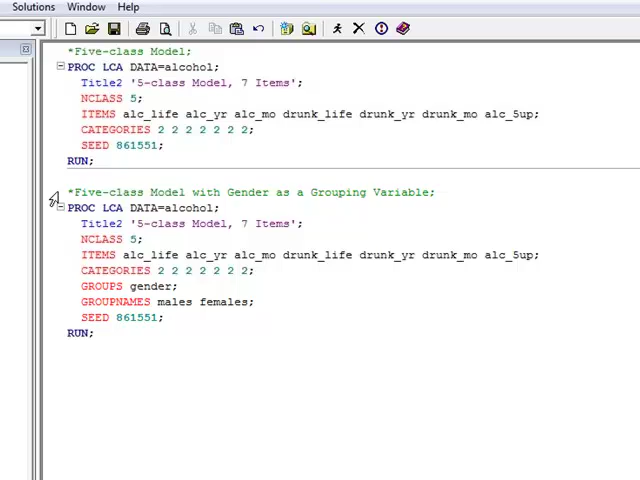 Solutions Window Help
*Five-class Model;
PROC LCA DATA=alcohol;
Title2 '5-class Model, 7 Items';
NCLASS 5;
ITEMS alc_life alc_yr alc_mo drunk_life drunk_yr drunk_mo alc_5up;
CATEGORIES 2 2 2 2 2 2 2;
SEED 861551;
RUN;
*Five-class Model with Gender as a Grouping Variable;
PROC LCA DATA=alcohol;
Title2 '5-class Model, 7 Items';
NCLASS 5;
ITEMS alc_life alc_yr alc_mo drunk_life drunk_yr drunk_mo alc_5up;
CATEGORIES 2 2 2 2 2 2 2;
GROUPS gender;
GROUPNAMES males females;
SEED 861551;
RUN;